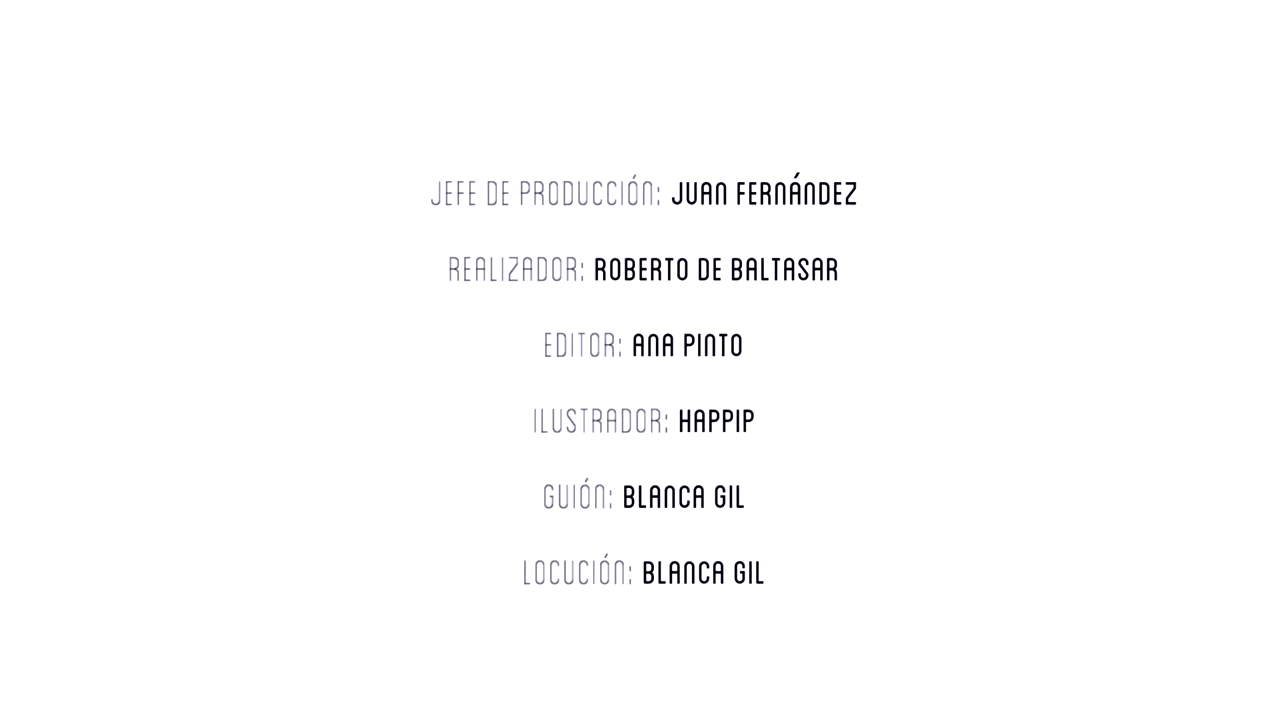 JEFE DE PRODUCCIÓN: JUAN FERNÁNDEZ
REALIZADOR: ROBERTO DE BALTASAR
EDITOR: ANA PINTO
ILUSTRADOR: HAPPIP
GUIÓN: BLANCA GIL
LOCUCIÓN: BLANCA GIL